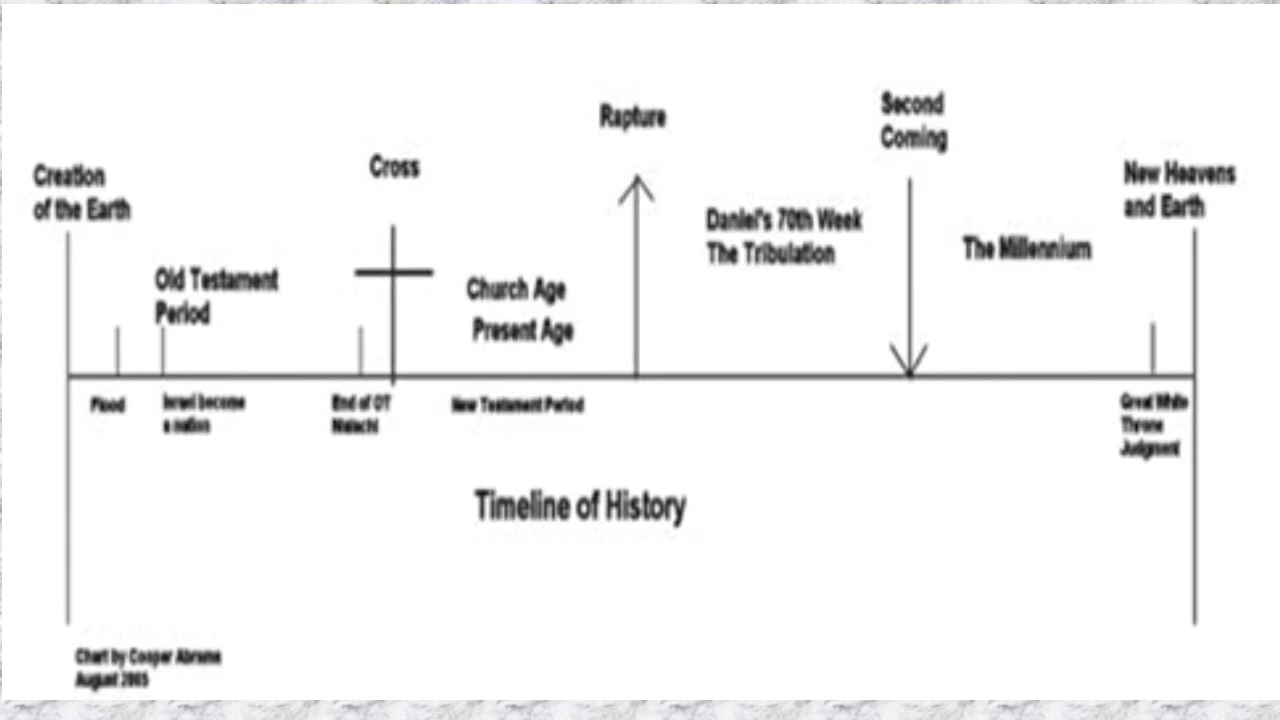 Rapture
Second
Coming
Cross
Creation
of the Earth
New Heavens
and Earth
Daniel's 70th Week
The Tribulation
The Millennium
Old Testament
Period
Church Age
Present Age
Flood
Israel become
a nation
End of OT
Malachi
New Testament Period
Great White
Throne
Judgment
Timeline of History
Chart by Cooper Abrams
August 2005